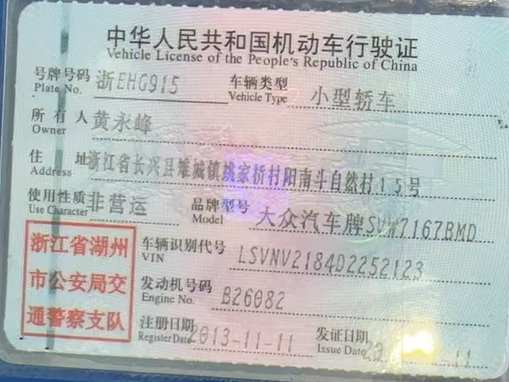 中华人民共和国机动车行驶证
Vehicle License of the People's Republic of China
号牌号码 浙EHG915 车辆类型 小型轿车
Plate No. Vehicle Type
所有人 黄永峰
Owner
住址 浙江省长兴县雉城镇姚家桥村阳南斗自然村15号
Address
使用性质 非营运 品牌型号 大众汽车牌SVW7167BMD
Use Character Model
浙江省湖州
市公安局交
通警察支队
车辆识别代号 LSVNV2184D2252123
VIN
发动机号码 B26082
Engine No.
注册日期 2013-11-11 发证日期
Register Date Issue Date